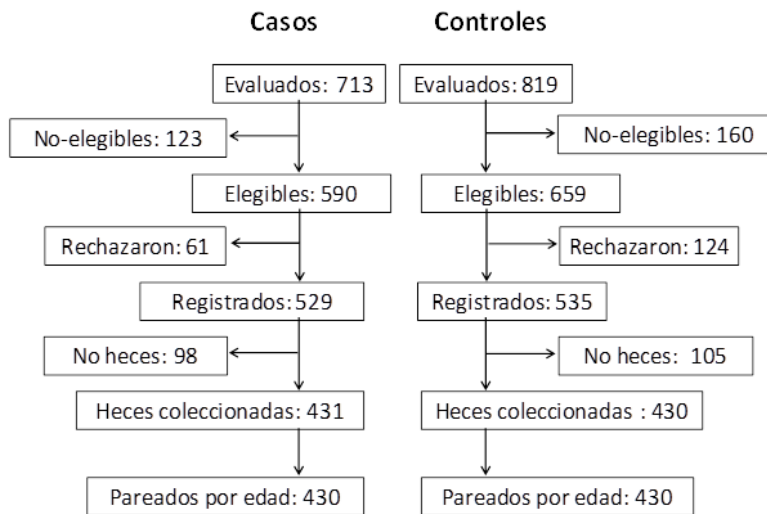 Casos
Controles
Evaluados: 713
Evaluados: 819
No-elegibles: 123
No-elegibles: 160
Elegibles: 590
Elegibles: 659
Rechazaron: 61
Rechazaron: 124
Registrados: 529
Registrados: 535
No heces: 98
No heces: 105
Heces coleccionadas: 431
Heces coleccionadas : 430
Pareados por edad: 430
Pareados por edad: 430